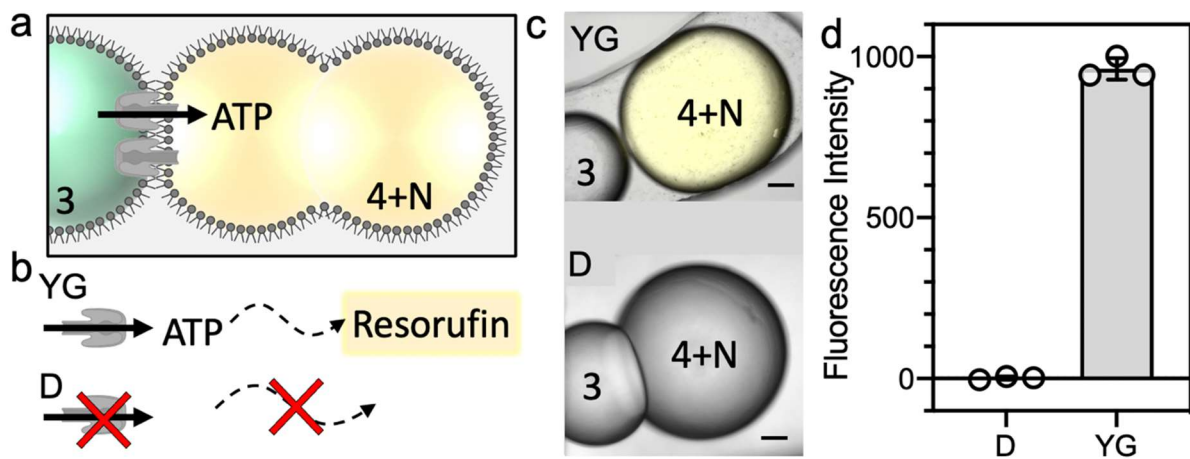 a
ATP
3
4+N
b
YG
ATP
Resorufin
D
c
YG
4+N
3
D
4+N
3
d
Fluorescence Intensity
1000
500
0
D
YG